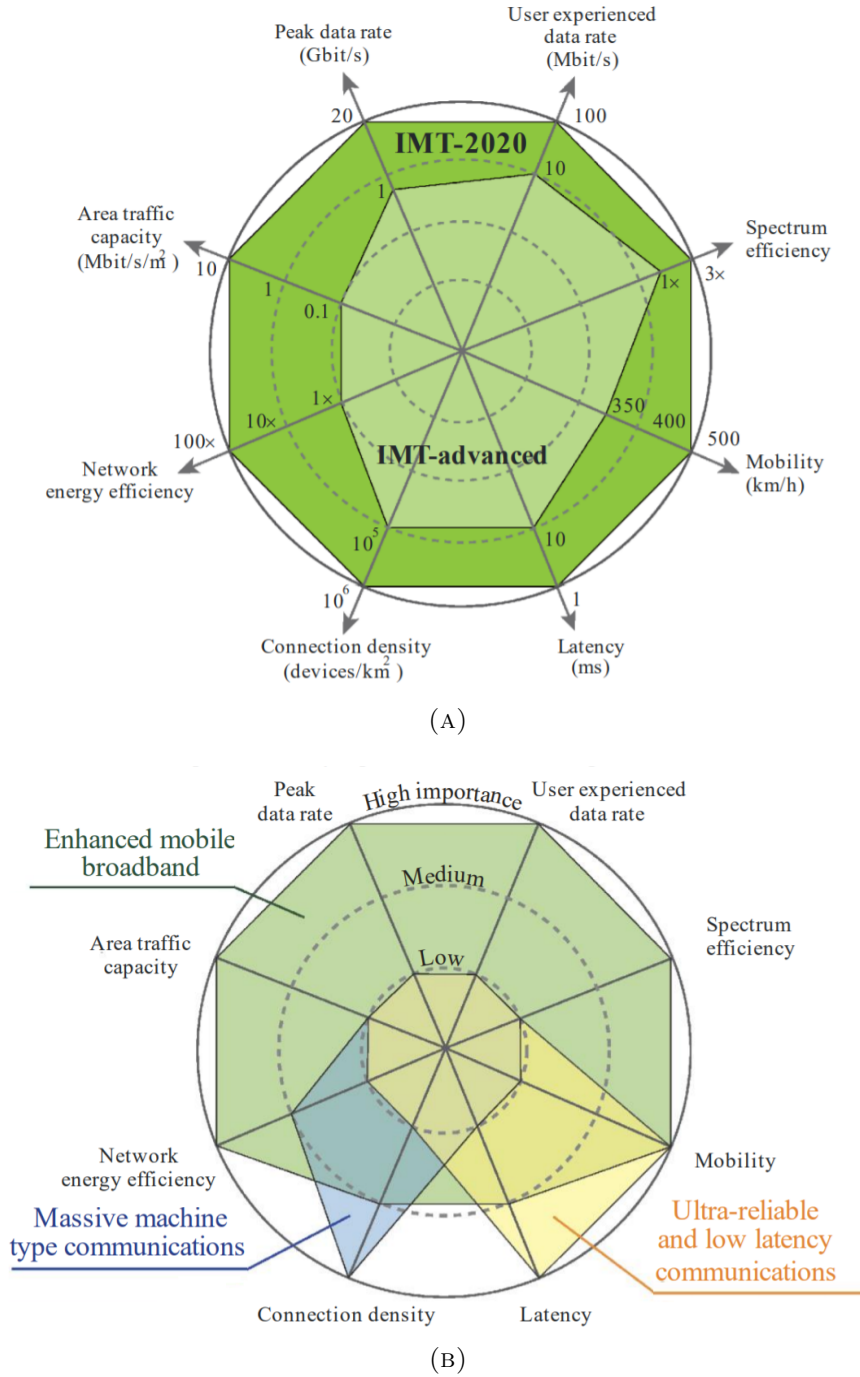 Peak data rate
(Gbit/s)
User experienced
data rate
(Mbit/s)
20
100
IMT-2020
1
10
Area traffic
capacity
(Mbit/s/m²)
10
1
0.1
Spectrum
efficiency
1×
3×
1×
10×
100×
350
400
500
Network
energy efficiency
IMT-advanced
Mobility
(km/h)
10⁵
10
10⁶
1
Connection density
(devices/km²)
Latency
(ms)
(A)
Peak
data rate
High importance
User experienced
data rate
Enhanced mobile
broadband
Medium
Area traffic
capacity
Low
Spectrum
efficiency
Network
energy efficiency
Mobility
Massive machine
type communications
Ultra-reliable
and low latency
communications
Connection density
Latency
(B)